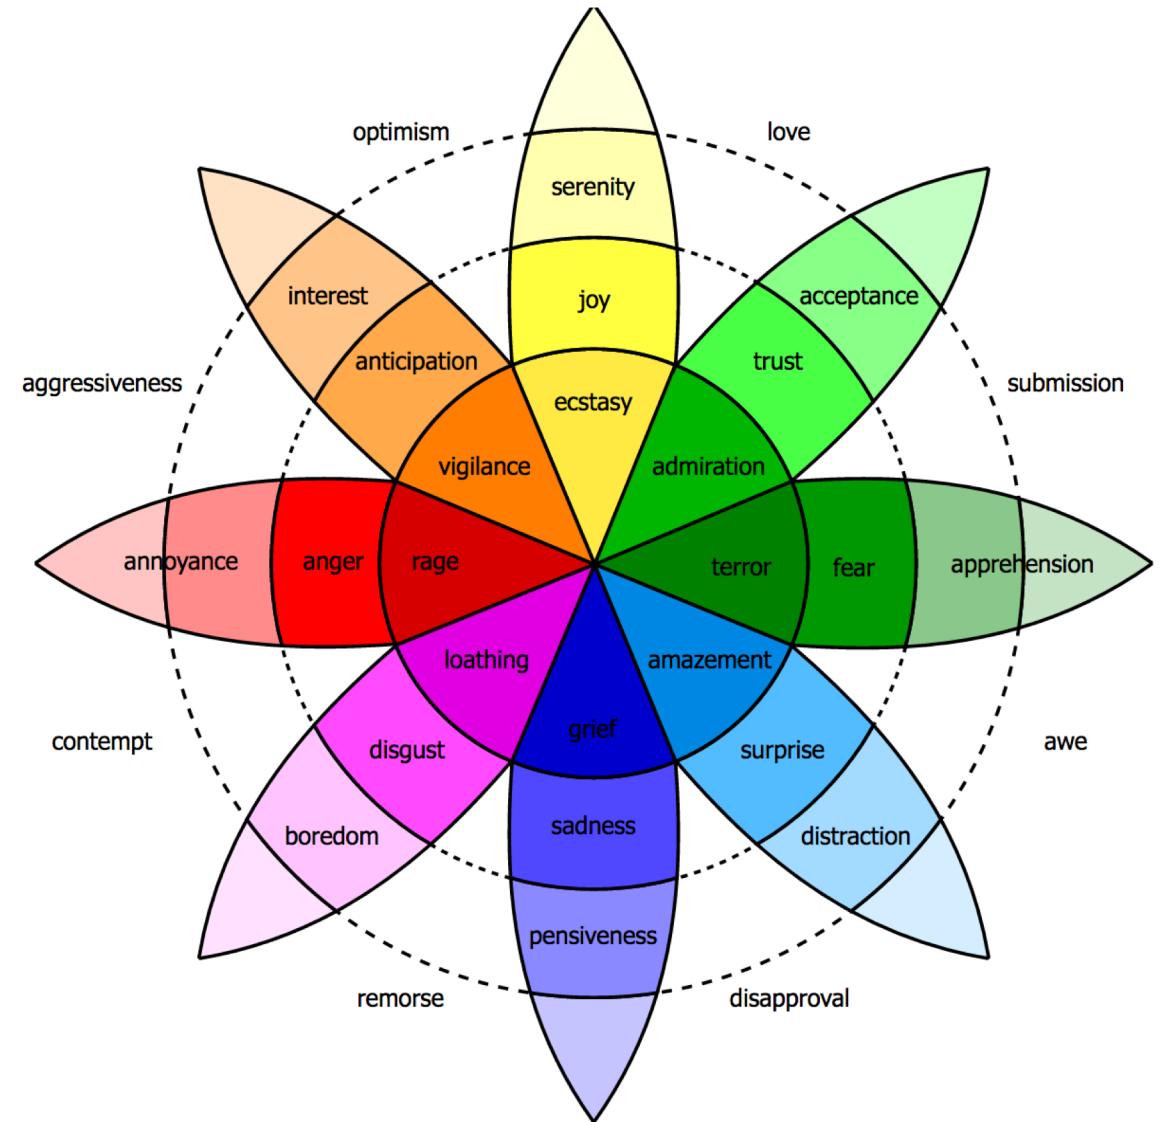 optimism
love
serenity
interest
acceptance
joy
anticipation
trust
aggressiveness
submission
ecstasy
vigilance
admiration
annoyance
anger
rage
terror
fear
apprehension
loathing
amazement
grief
contempt
awe
disgust
surprise
sadness
boredom
distraction
pensiveness
remorse
disapproval